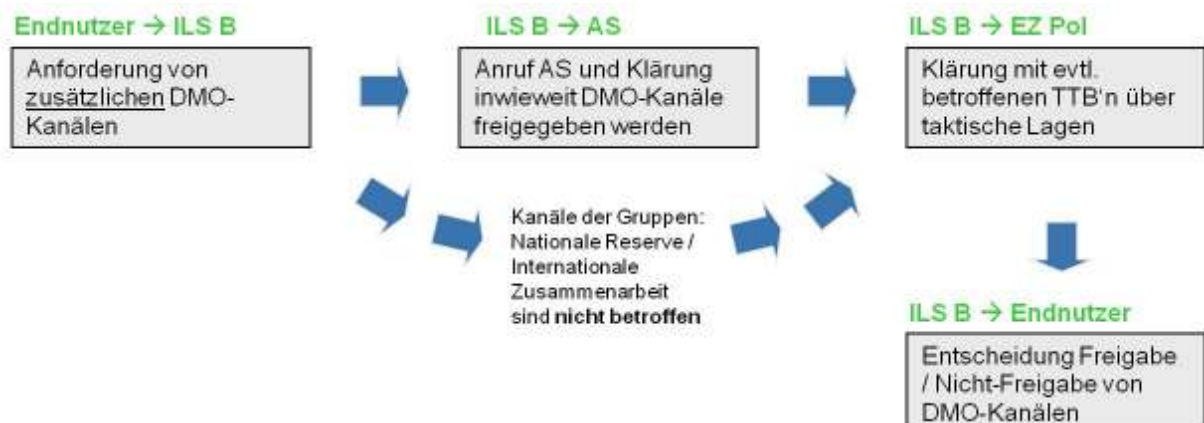 Endnutzer → ILS B
Anforderung von
zusätzlichen DMO-
Kanälen
ILS B → AS
Anruf AS und Klärung
inwieweit DMO-Kanäle
freigegeben werden
ILS B → EZ Pol
Klärung mit evtl.
betroffenen TTB'n über
taktische Lagen
Kanäle der Gruppen:
Nationale Reserve /
Internationale
Zusammenarbeit
sind nicht betroffen
ILS B → Endnutzer
Entscheidung Freigabe
/ Nicht-Freigabe von
DMO-Kanälen